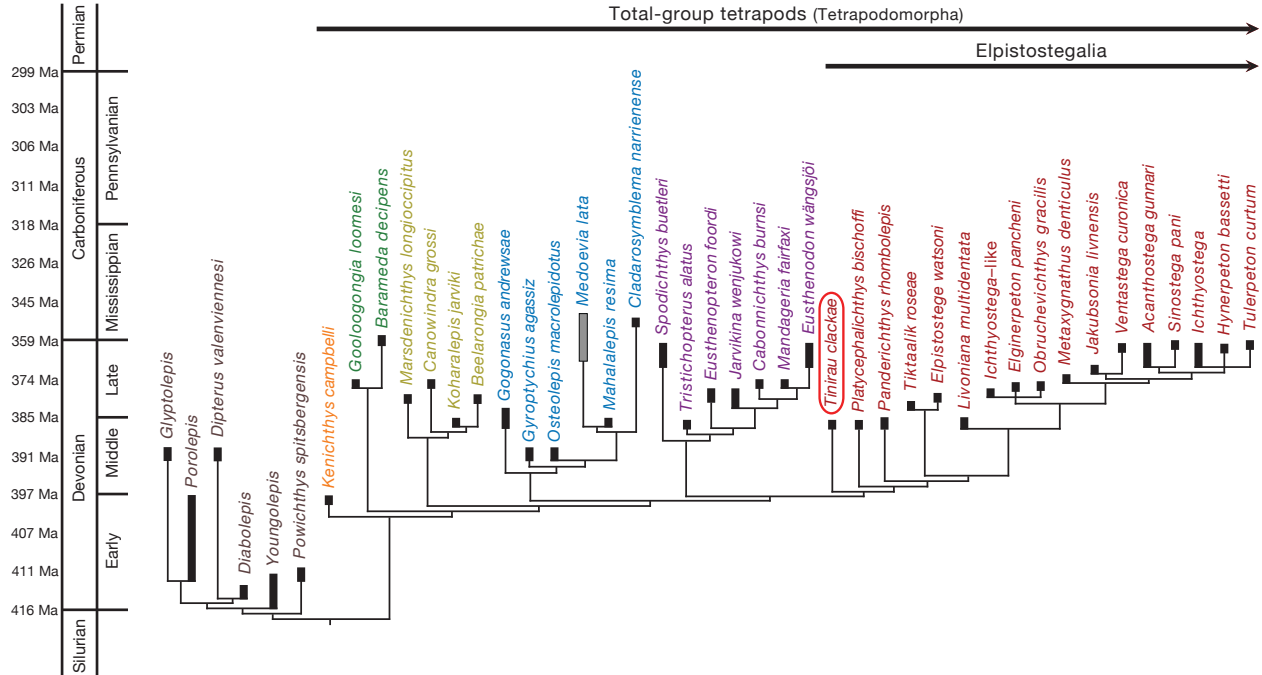 Total-group tetrapods (Tetrapodomorpha)
Elpistostegalia
299 Ma
303 Ma
306 Ma
311 Ma
318 Ma
326 Ma
345 Ma
359 Ma
374 Ma
385 Ma
391 Ma
397 Ma
407 Ma
411 Ma
416 Ma
Permian
Carboniferous
Devonian
Silurian
Pennsylvanian
Mississippian
Late
Middle
Early
Glyptolepis
Porolepis
Dipterus valenviennesi
Diabolepis
Youngolepis
Powichthys spitsbergensis
Kenichthys campbelli
Gooloogongia loomesi
Barameda decipens
Marsdenichthys longioccipitus
Canowindra grossi
Koharalepis jarviki
Beelarongia patrichae
Gogonasus andrewsae
Gyroptychius agassiz
Osteolepis macrolepidotus
Medoevia lata
Mahalalepis resima
Cladarosymblema narrienense
Spodichthys buetleri
Tristichopterus alatus
Eusthenopteron foordi
Jarvikina wenjukowi
Cabonnichthys burnsi
Mandageria fairfaxi
Eusthenodon wängsjöi
Tinirau clackae
Platycephalichthys bischoffi
Panderichthys rhombolepis
Tiktaalik roseae
Elpistostege watsoni
Livoniana multidentata
Ichthyostega–like
Elginerpeton pancheni
Obruchevichthys gracilis
Metaxygnathus denticulus
Jakubsonia livnensis
Ventastega curonica
Acanthostega gunnari
Sinostega pani
Ichthyostega
Hynerpeton bassetti
Tulerpeton curtum